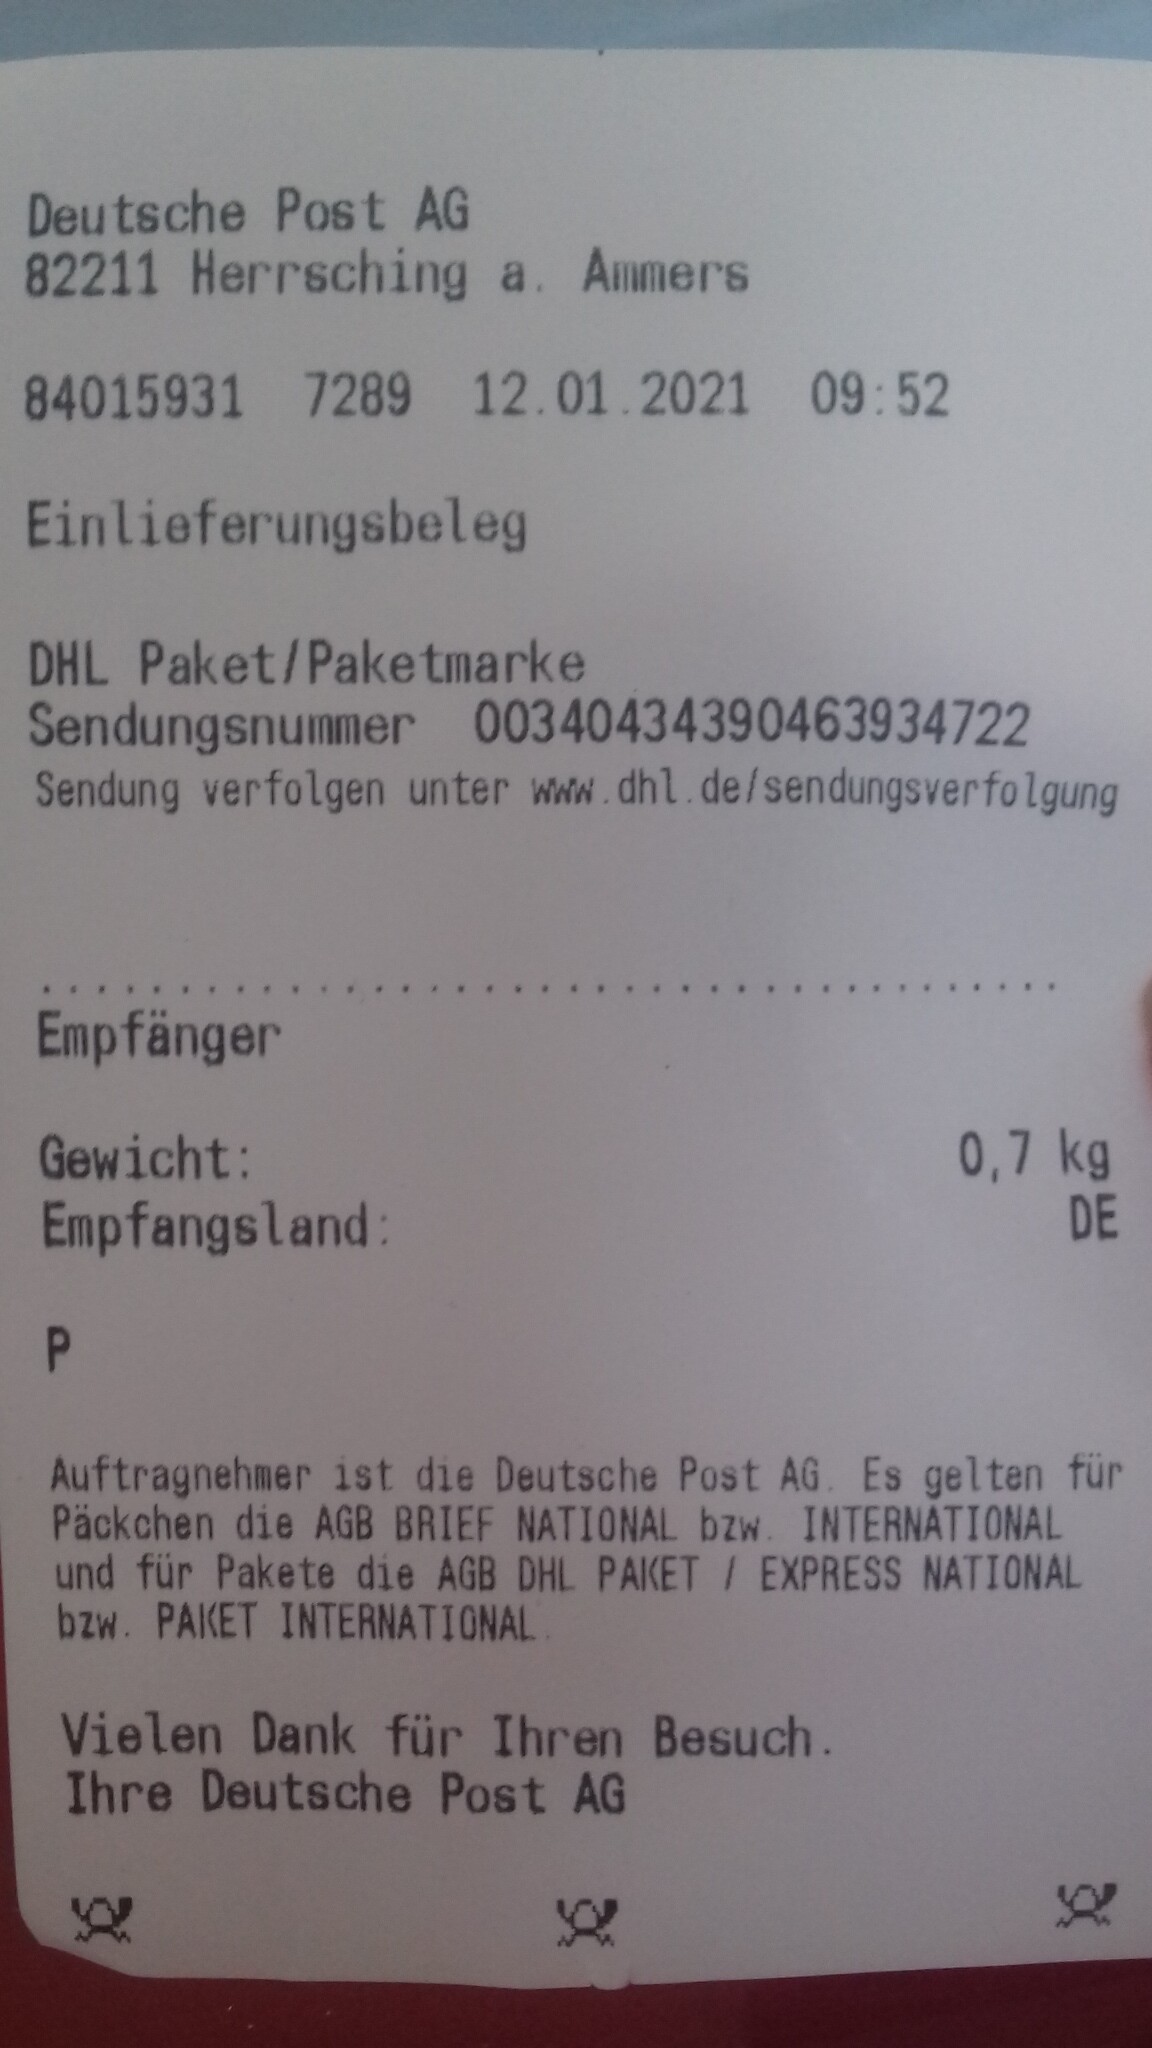 Deutsche Post AG
82211 Herrsching a. Ammers
84015931 7289 12.01.2021 09:52
Einlieferungsbeleg
DHL Paket/Paketmarke
Sendungsnummer 00340434390463934722
Sendung verfolgen unter www.dhl.de/sendungsverfolgung
......................................
Empfänger
Gewicht: 0,7 kg
Empfangsland: DE
P
Auftragnehmer ist die Deutsche Post AG. Es gelten für
Päckchen die AGB BRIEF NATIONAL bzw. INTERNATIONAL
und für Pakete die AGB DHL PAKET / EXPRESS NATIONAL
bzw. PAKET INTERNATIONAL.
Vielen Dank für Ihren Besuch.
Ihre Deutsche Post AG